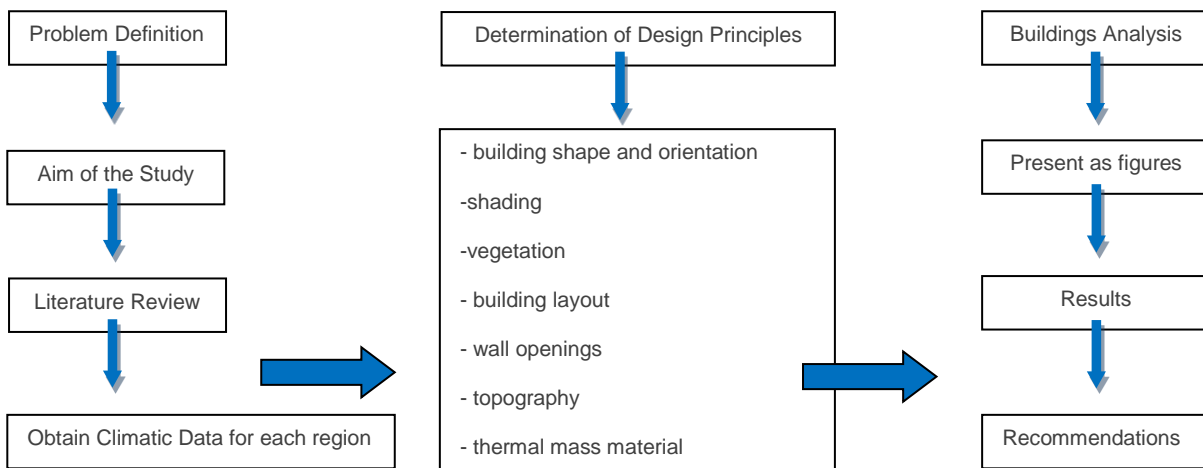 Problem Definition
Aim of the Study
Literature Review
Obtain Climatic Data for each region
Determination of Design Principles
- building shape and orientation
-shading
-vegetation
- building layout
- wall openings
- topography
- thermal mass material
Buildings Analysis
Present as figures
Results
Recommendations